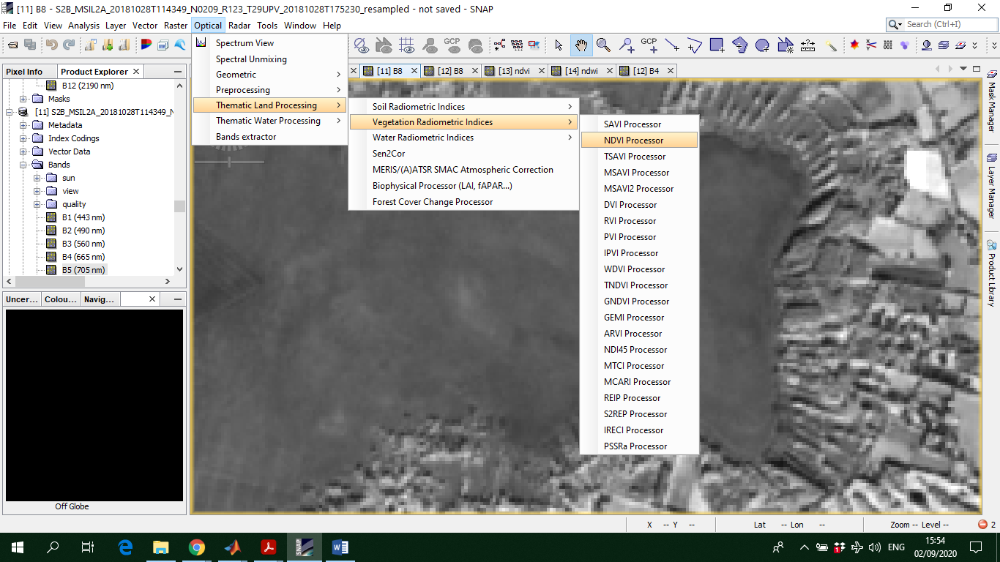 [11] B8 - S2B_MSIL2A_20181028T114349_N0209_R123_T29UPV_20181028T175230_resampled - not saved - SNAP
File Edit View Analysis Layer Vector Raster Optical Radar Tools Window Help
Search (Ctrl+I)
GCP
GCP
Pixel Info
Product Explorer
B12 (2190 nm)
Masks
[11] S2B_MSIL2A_20181028T114349_N
Metadata
Index Codings
Vector Data
Bands
sun
view
quality
B1 (443 nm)
B2 (490 nm)
B3 (560 nm)
B4 (665 nm)
B5 (705 nm)
Uncer... Colou... Navig...
Off Globe
Spectrum View
Spectral Unmixing
Geometric
Preprocessing
Thematic Land Processing
Thematic Water Processing
Bands extractor
[11] B8 [12] B8 [13] ndvi [14] ndwi [12] B4
Soil Radiometric Indices
Vegetation Radiometric Indices
Water Radiometric Indices
Sen2Cor
MERIS/(A)ATSR SMAC Atmospheric Correction
Biophysical Processor (LAI, fAPAR...)
Forest Cover Change Processor
SAVI Processor
NDVI Processor
TSAVI Processor
MSAVI Processor
MSAVI2 Processor
DVI Processor
RVI Processor
PVI Processor
IPVI Processor
WDVI Processor
TNDVI Processor
GNDVI Processor
GEMI Processor
ARVI Processor
NDI45 Processor
MTCI Processor
MCARI Processor
REIP Processor
S2REP Processor
IRECI Processor
PSSRa Processor
Mask Manager
Layer Manager
Product Library
X -- Y -- Lat -- Lon -- Zoom -- Level -- 2
SNAP
ENG
15:54
02/09/2020